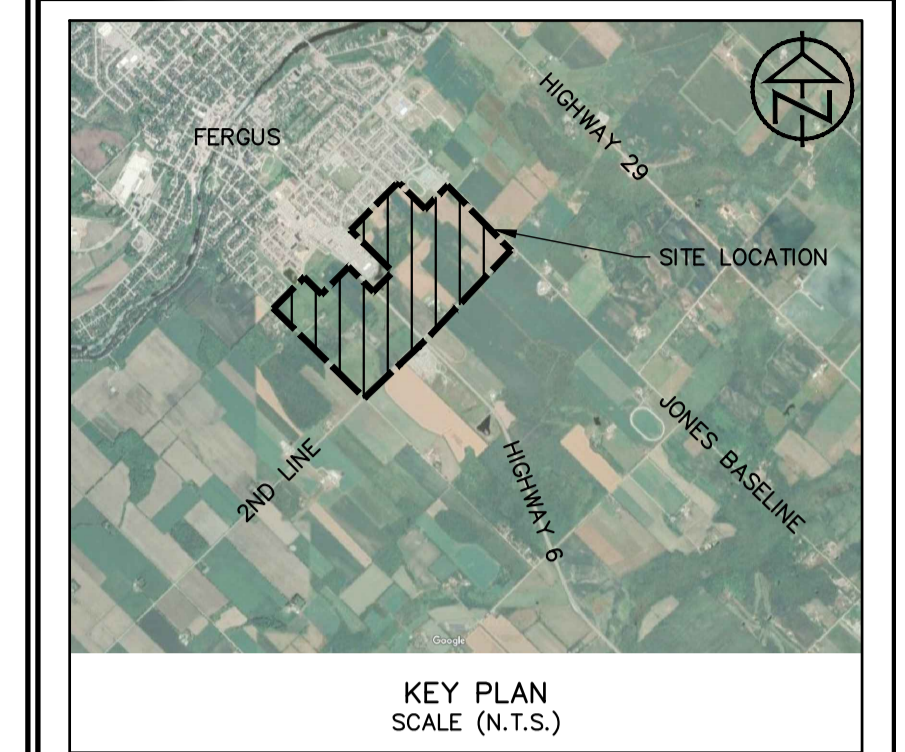 HIGHWAY 29
N
FERGUS
SITE LOCATION
JONES BASELINE
2ND LINE
HIGHWAY 6
Google
KEY PLAN
SCALE (N.T.S.)